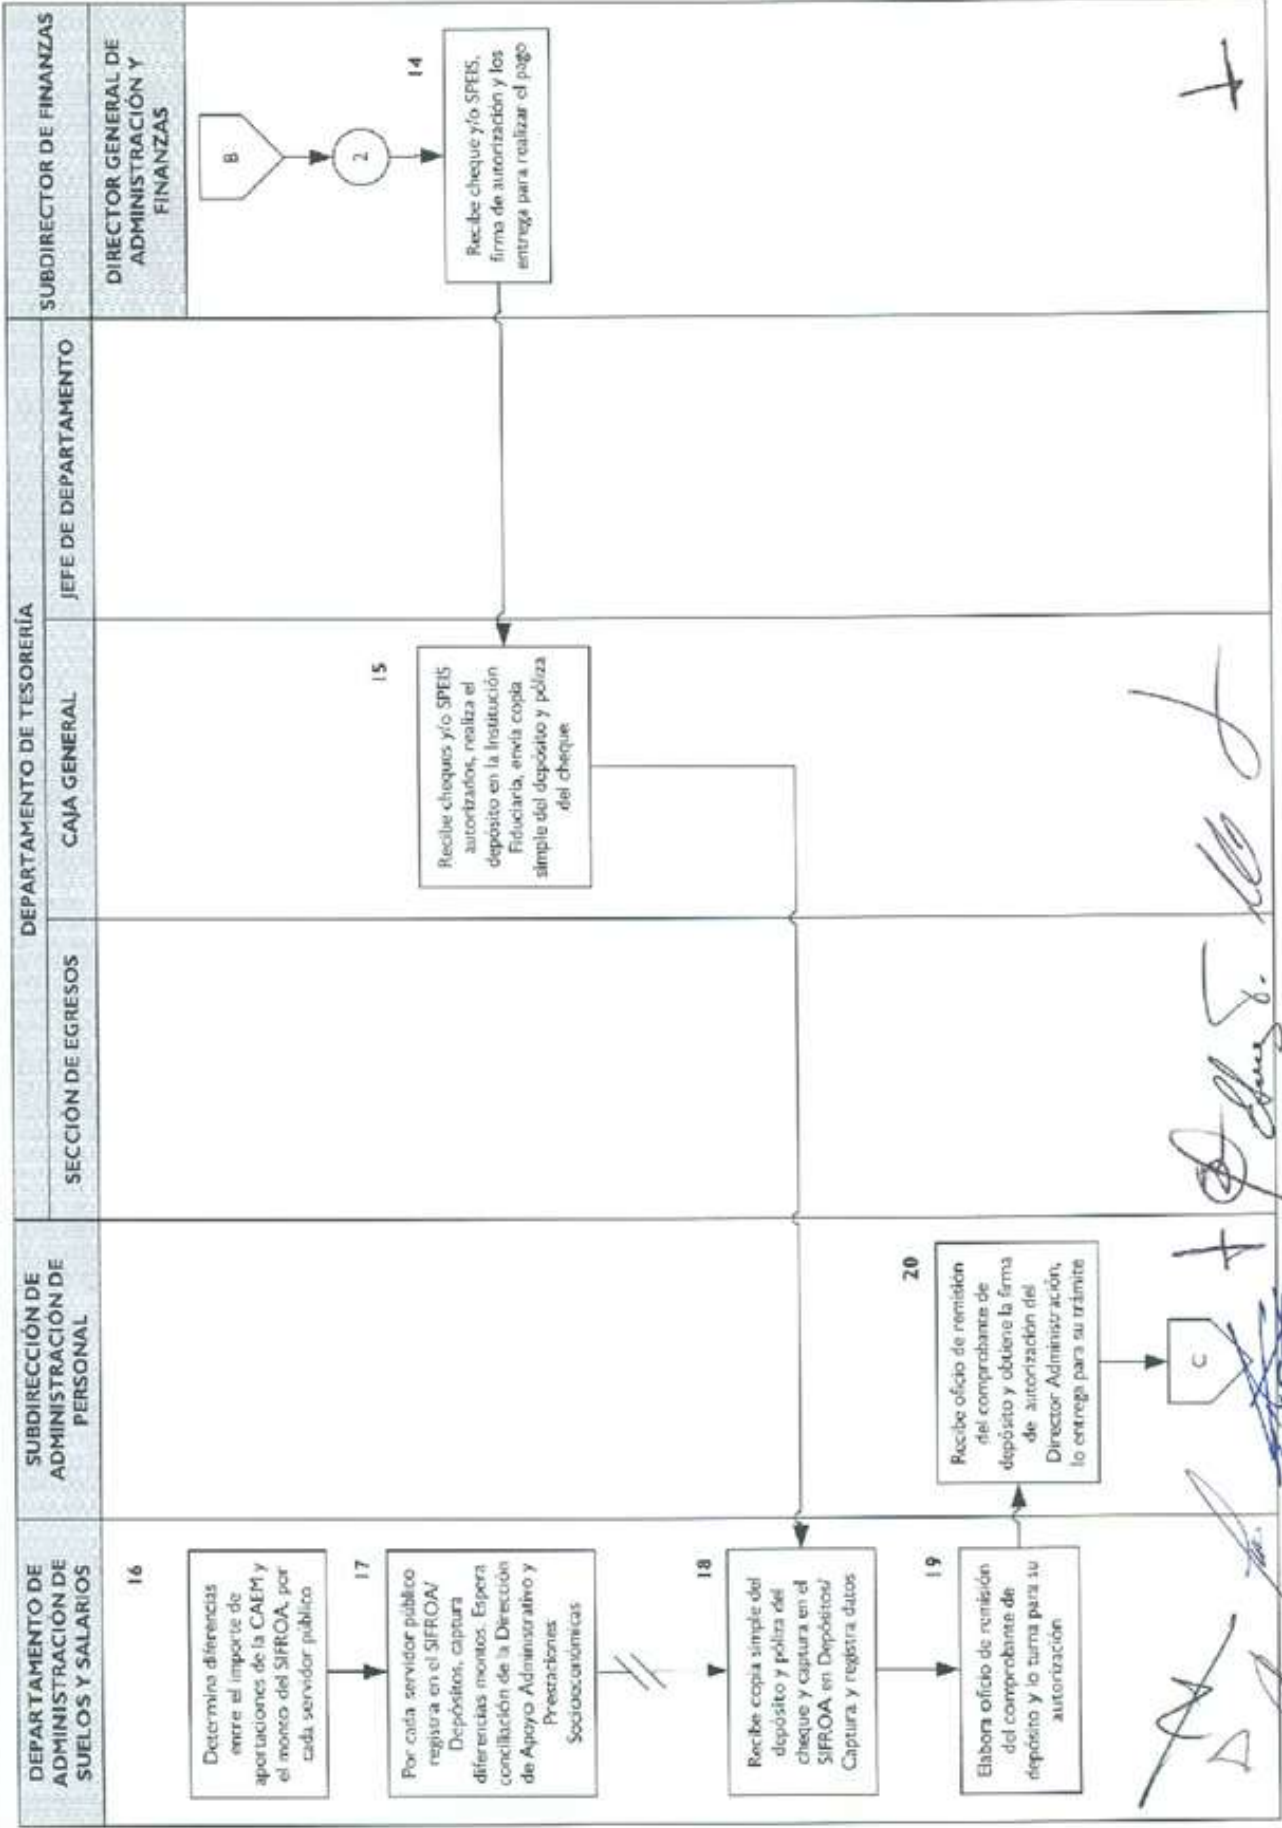 DEPARTAMENTO DE
ADMINISTRACIÓN DE
SUELOS Y SALARIOS
SUBDIRECCIÓN DE
ADMINISTRACIÓN DE
PERSONAL
DEPARTAMENTO DE TESORERÍA
SECCIÓN DE EGRESOS
CAJA GENERAL
JEFE DE DEPARTAMENTO
SUBDIRECTOR DE FINANZAS
DIRECTOR GENERAL DE
ADMINISTRACIÓN Y
FINANZAS
B
2
14
Recibe cheque y/o SPEIS,
firma de autorización y los
entrega para realizar el pago
15
Recibe cheques y/o SPEIS
autorizados, realiza el
depósito en la Institución
Fiduciaria, envía copia
simple del depósito y póliza
del cheque
16
Determina diferencias
entre el importe de
aportaciones de la CAEM y
el monto del SIFROA, por
cada servidor público
17
Por cada servidor público
registra en el SIFROA/
Depósitos, captura
diferencias montos. Espera
conciliación de la Dirección
de Apoyo Administrativo y
Prestaciones
Socioeconómicas
18
Recibe copia simple del
depósito y póliza del
cheque y captura en el
SIFROA en Depósitos/
Captura y registra datos
19
Elabora oficio de remisión
del comprobante de
depósito y lo turna para su
autorización
20
Recibe oficio de remisión
del comprobante de
depósito y obtiene la firma
de autorización del
Director Administración,
lo entrega para su trámite
C